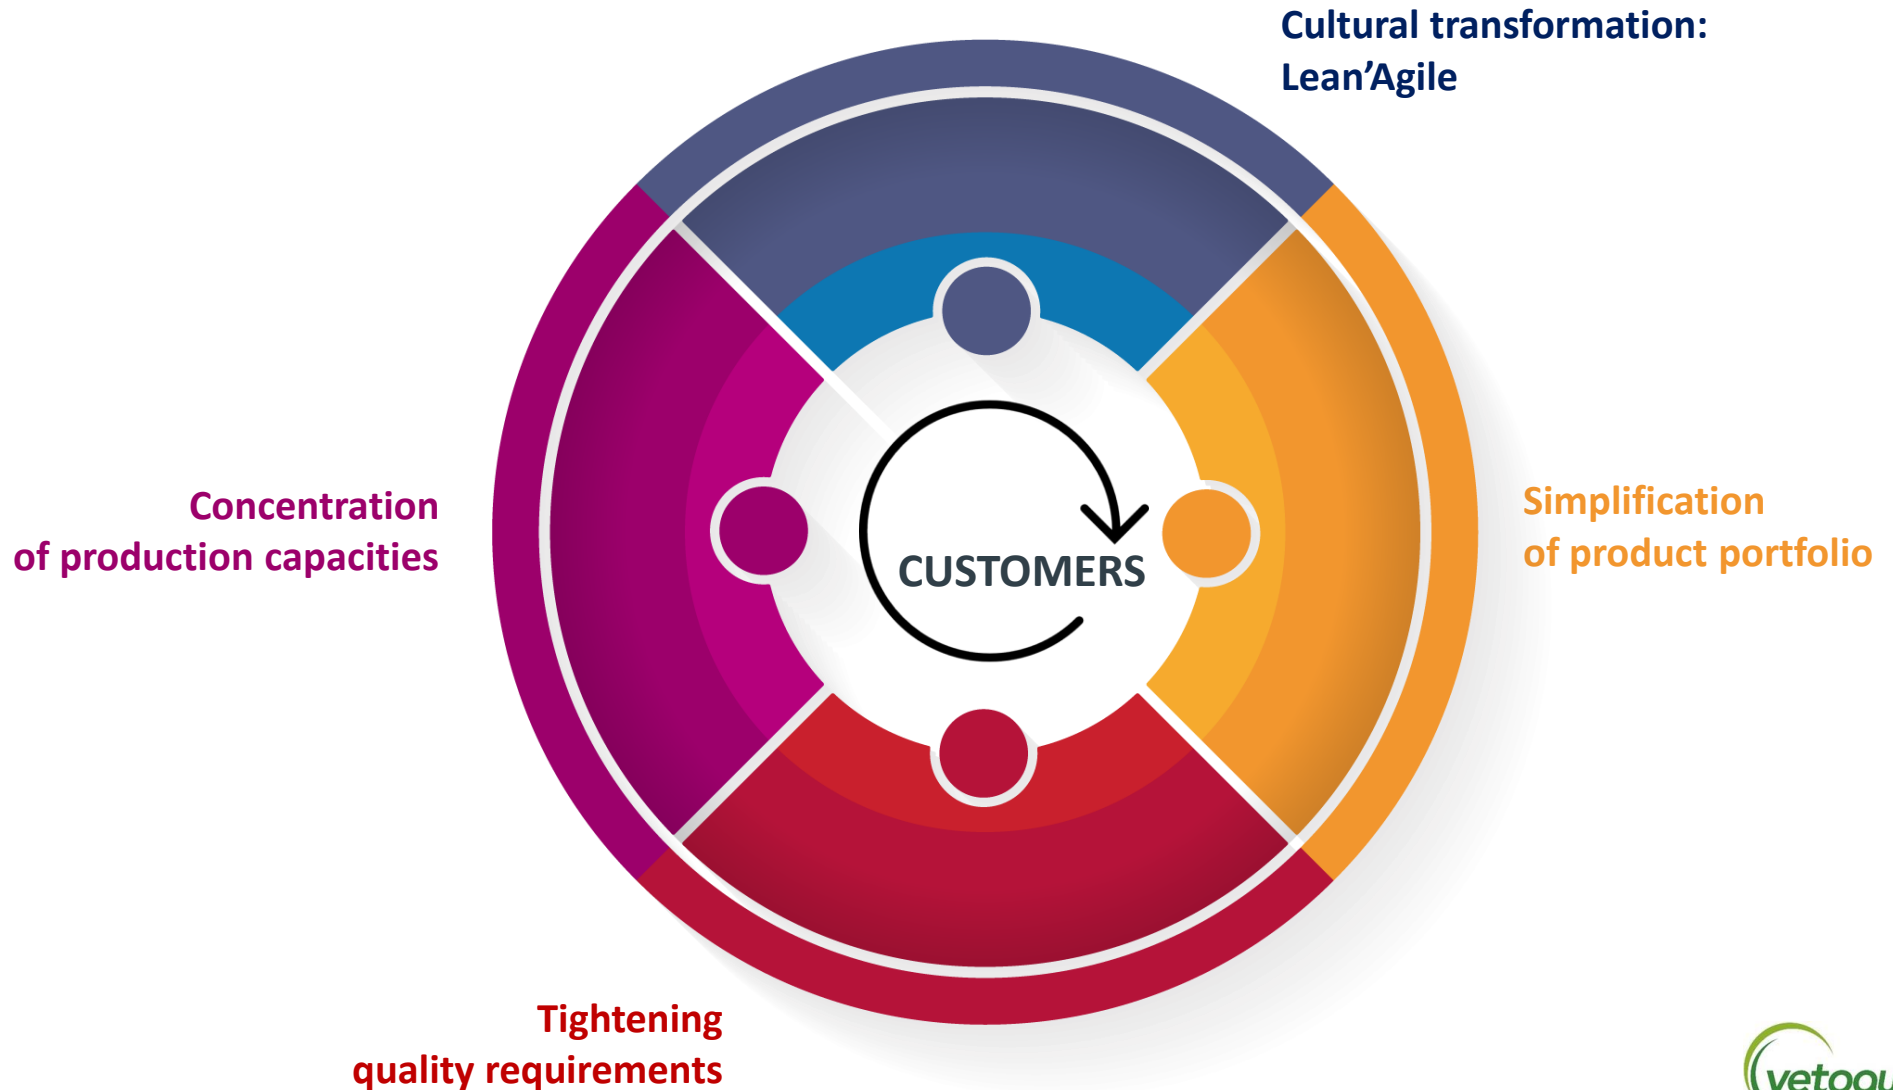 Cultural transformation:
Lean’Agile
Concentration
of production capacities
CUSTOMERS
Simplification
of product portfolio
Tightening
quality requirements